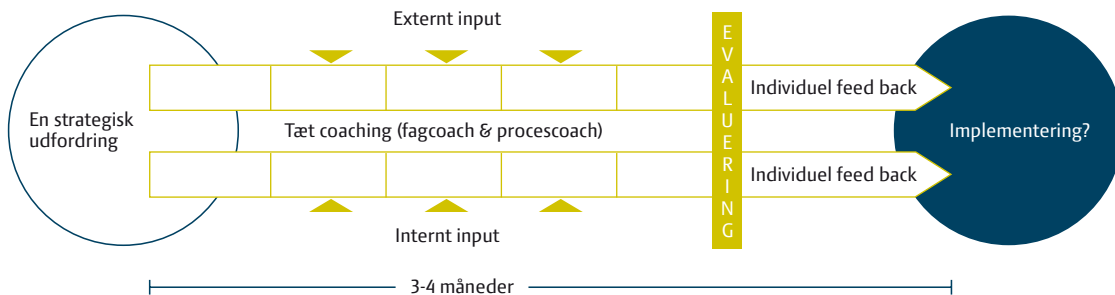 Externt input
EVALUERING
Individuel feed back
En strategisk
udfordring
Tæt coaching (fagcoach & procescoach)
Implementering?
Individuel feed back
Internt input
3-4 måneder